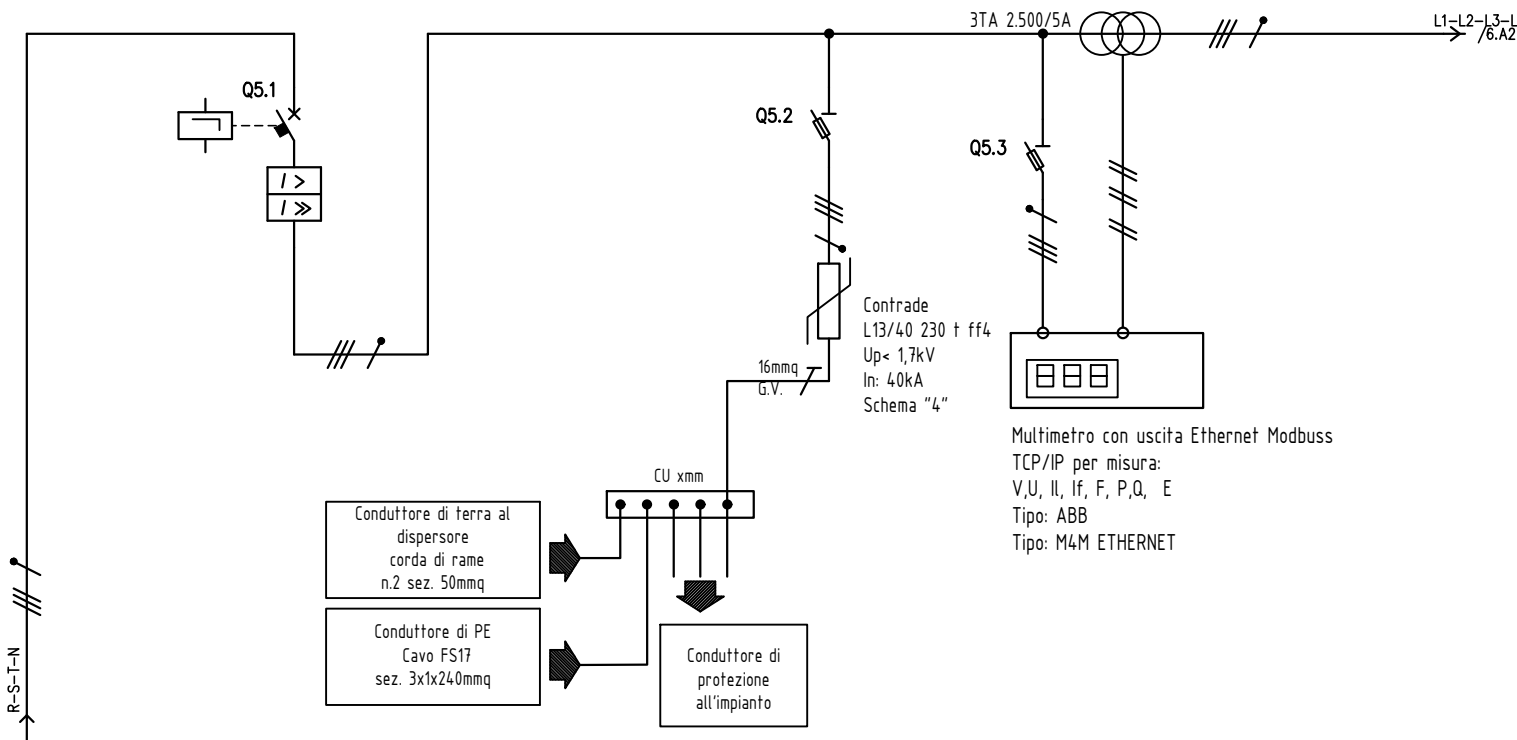 3TA 2.500/5A
L1-L2-L3-L
/6.A2
Q5.1
Q5.2
Q5.3
I >
I >>
Contrade
L13/40 230 t ff4
Up< 1,7kV
In: 40kA
Schema "4"
16mmq
G.V.
Multimetro con uscita Ethernet Modbuss
TCP/IP per misura:
V,U, Il, If, F, P,Q, E
Tipo: ABB
Tipo: M4M ETHERNET
CU xmm
Conduttore di terra al
dispersore
corda di rame
n.2 sez. 50mmq
Conduttore di PE
Cavo FS17
sez. 3x1x240mmq
Conduttore di
protezione
all'impianto
R-S-T-N